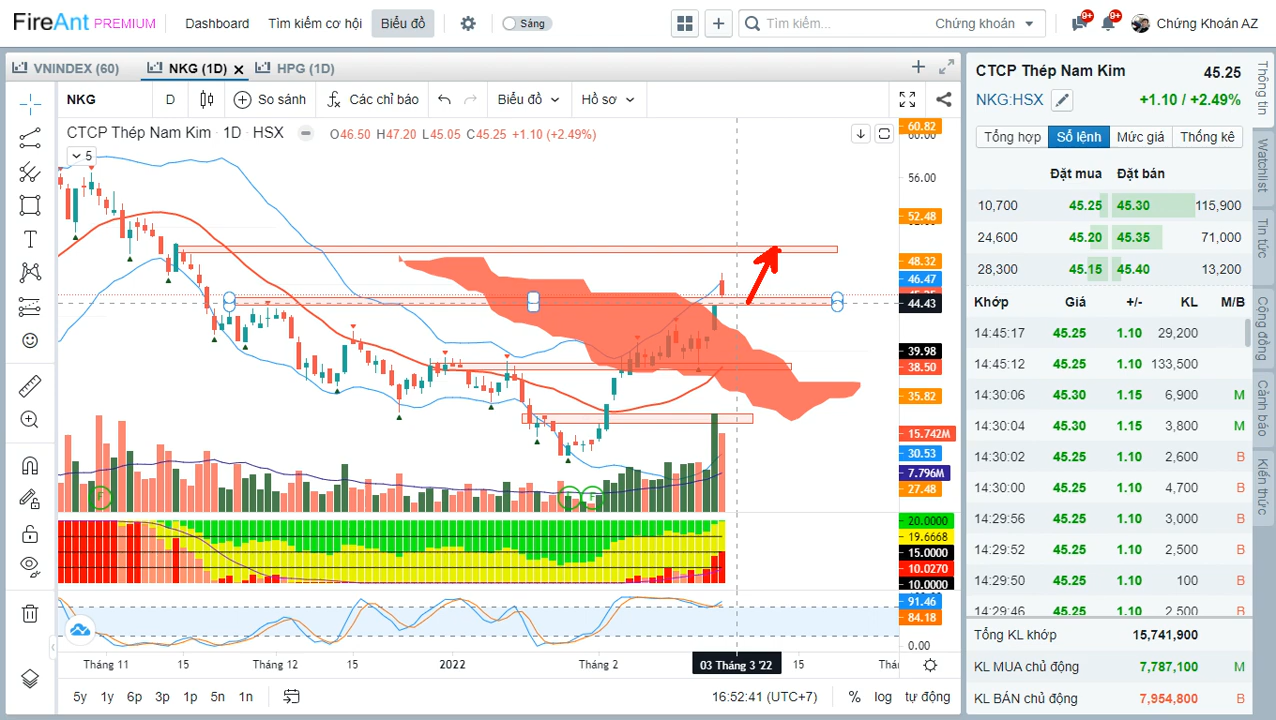 FireAnt PREMIUM
Dashboard
Tìm kiếm cơ hội
Biểu đồ
Sáng
Tìm kiếm...
Chứng khoán
9+
9+
Chứng Khoán AZ
VNINDEX (60)
NKG (1D)
HPG (1D)
NKG
D
So sánh
Các chỉ báo
Biểu đồ
Hồ sơ
CTCP Thép Nam Kim · 1D · HSX
O46.50 H47.20 L45.05 C45.25 +1.10 (+2.49%)
5
60.82
56.00
52.48
48.32
46.47
44.43
39.98
38.50
35.82
15.742M
30.53
7.796M
27.48
F
F
20.0000
19.6668
15.0000
10.0270
10.0000
91.46
84.18
0.00
Tháng 11
15
Tháng 12
15
2022
Tháng 2
03 Tháng 3 '22
15
5y 1y 6p 3p 1p 5n 1n
16:52:41 (UTC+7)
% log tự động
CTCP Thép Nam Kim 45.25
NKG:HSX +1.10 / +2.49%
Tổng hợp Sổ lệnh Mức giá Thống kê
Đặt mua Đặt bán
10,700 45.25 45.30 115,900
24,600 45.20 45.35 71,000
28,300 45.15 45.40 13,200
Khớp Giá +/- KL M/B
14:45:17 45.25 1.10 29,200
14:45:12 45.25 1.10 133,500
14:30:06 45.30 1.15 6,900 M
14:30:04 45.30 1.15 3,800 M
14:30:02 45.25 1.10 2,600 B
14:30:00 45.25 1.10 4,700 B
14:29:56 45.25 1.10 3,000 B
14:29:52 45.25 1.10 2,500 B
14:29:50 45.25 1.10 100 B
14:29:46 45.25 1.10 2,500 B
Tổng KL khớp 15,741,900
KL MUA chủ động 7,787,100 M
KL BÁN chủ động 7,954,800 B
Thông tin
Watchlist
Tin tức
Cộng đồng
Cảnh báo
Kiến thức